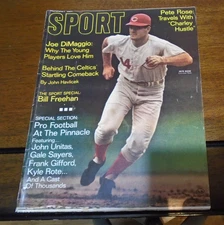 SPORT
Pete Rose:
Travels With
"Charley
Hustle"
Joe DiMaggio:
Why The Young
Players Love Him
Behind The Celtics'
Startling Comeback
By John Havlicek
THE SPORT SPECIAL
Bill Freehan
SPECIAL SECTION:
Pro Football
At The Pinnacle
Featuring
John Unitas,
Gale Sayers,
Frank Gifford,
Kyle Rote...
And A Cast
Of Thousands